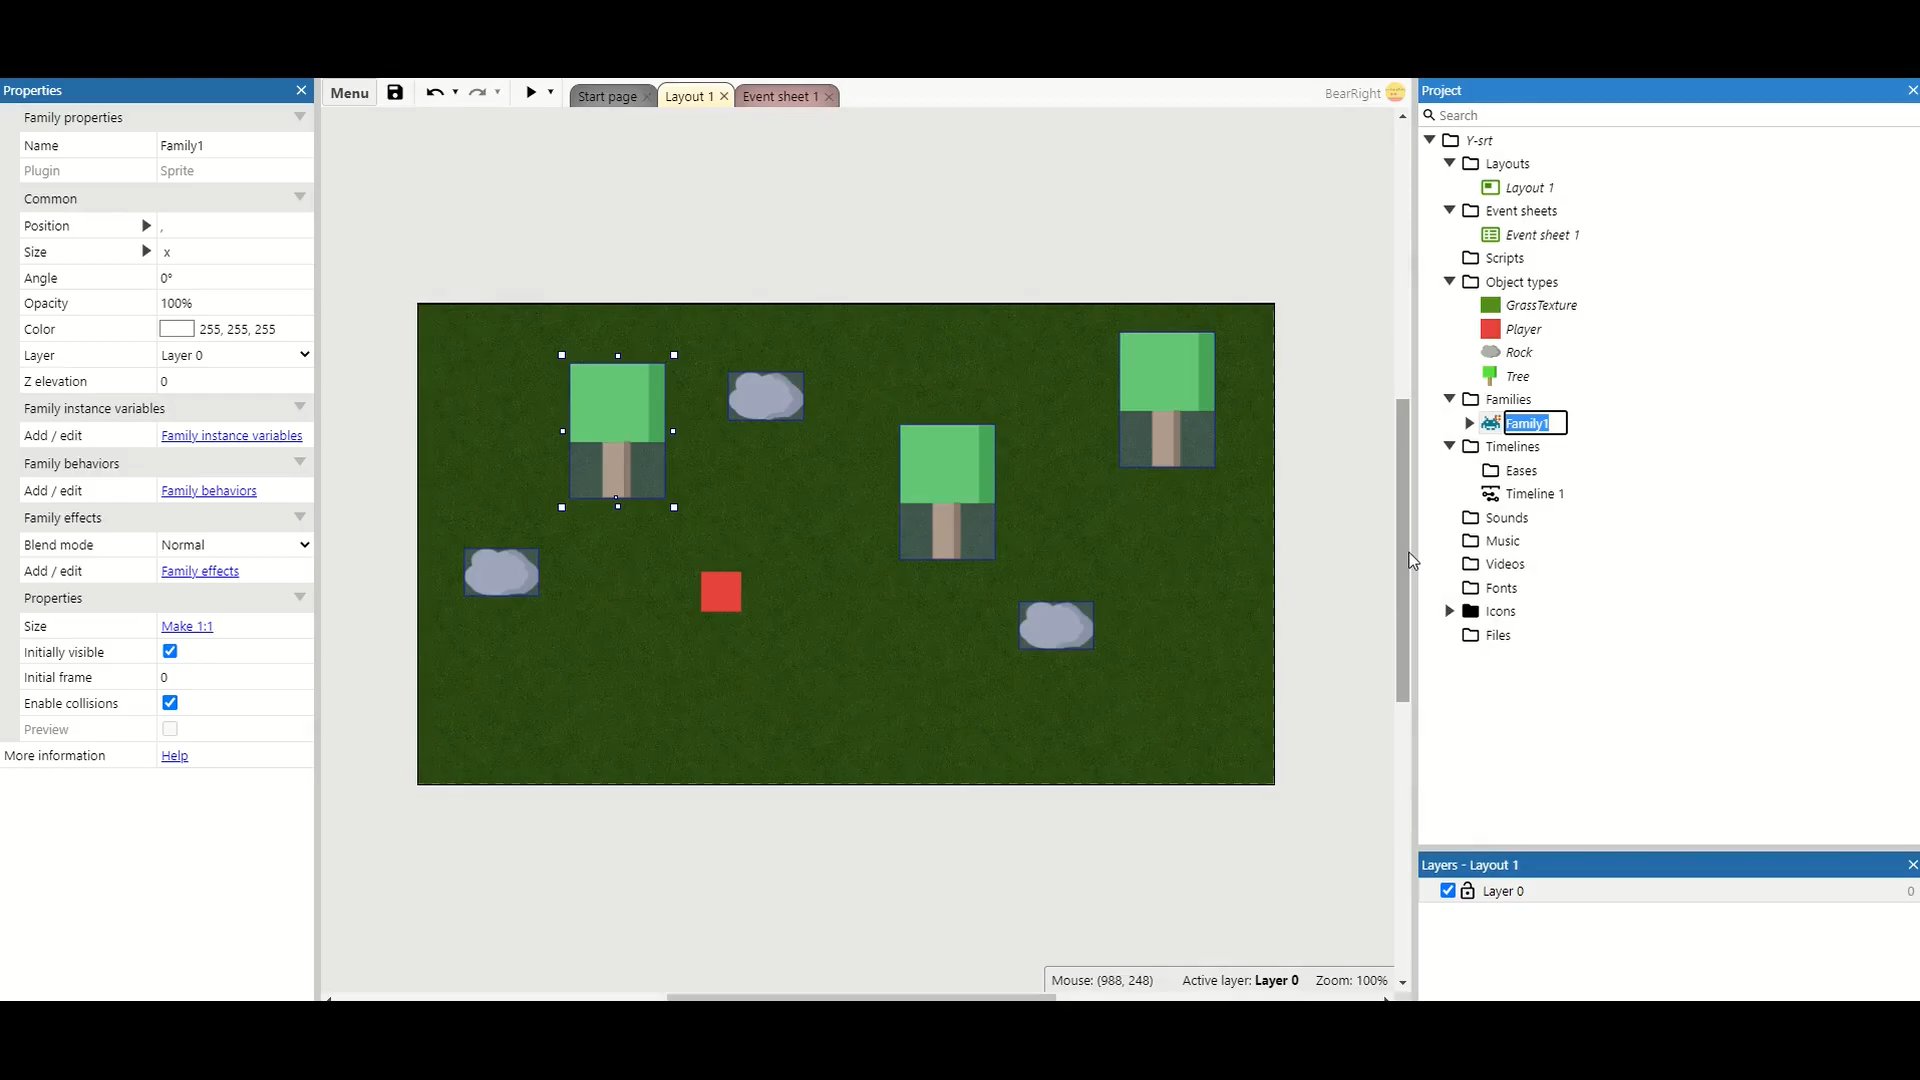 Properties
Family properties
Name Family1
Plugin Sprite
Common
Position ,
Size x
Angle 0°
Opacity 100%
Color 255, 255, 255
Layer Layer 0
Z elevation 0
Family instance variables
Add / edit Family instance variables
Family behaviors
Add / edit Family behaviors
Family effects
Blend mode Normal
Add / edit Family effects
Properties
Size Make 1:1
Initially visible
Initial frame 0
Enable collisions
Preview
More information Help
Menu
Start page
Layout 1
Event sheet 1
BearRight
Mouse: (988, 248) Active layer: Layer 0 Zoom: 100%
Project
Search
Y-srt
Layouts
Layout 1
Event sheets
Event sheet 1
Scripts
Object types
GrassTexture
Player
Rock
Tree
Families
Family1
Timelines
Eases
Timeline 1
Sounds
Music
Videos
Fonts
Icons
Files
Layers - Layout 1
Layer 0 0